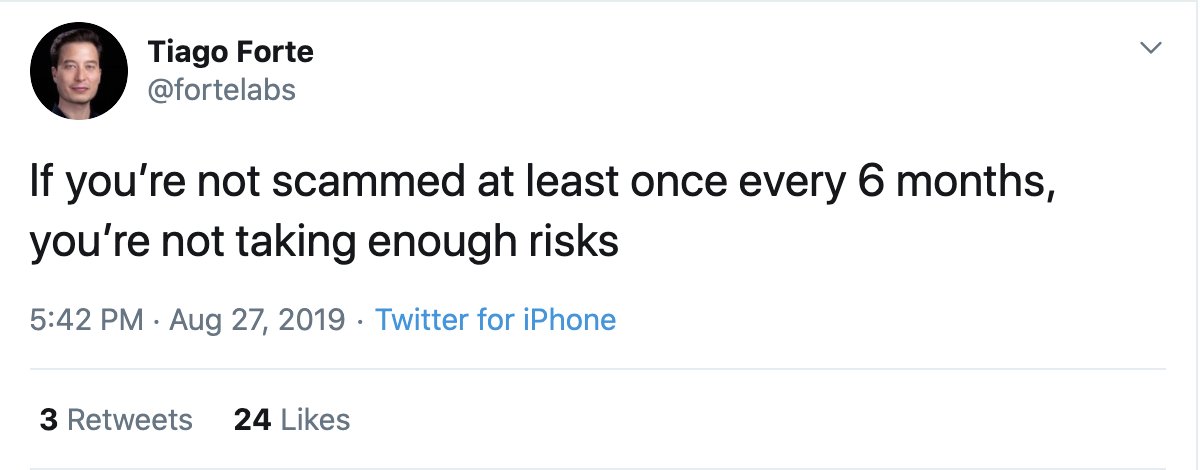 Tiago Forte
@fortelabs
If you’re not scammed at least once every 6 months,
you’re not taking enough risks
5:42 PM · Aug 27, 2019 · Twitter for iPhone
3 Retweets 24 Likes